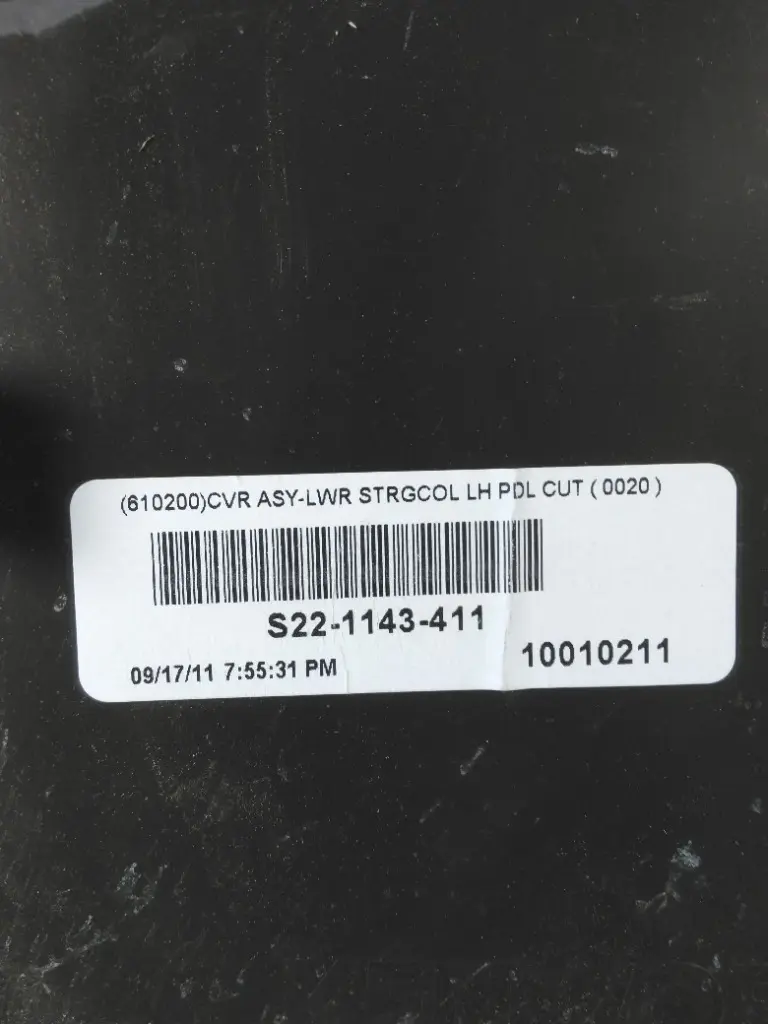 (610200)CVR ASY-LWR STRGCOL LH PDL CUT ( 0020 )
S22-1143-411
09/17/11 7:55:31 PM
10010211